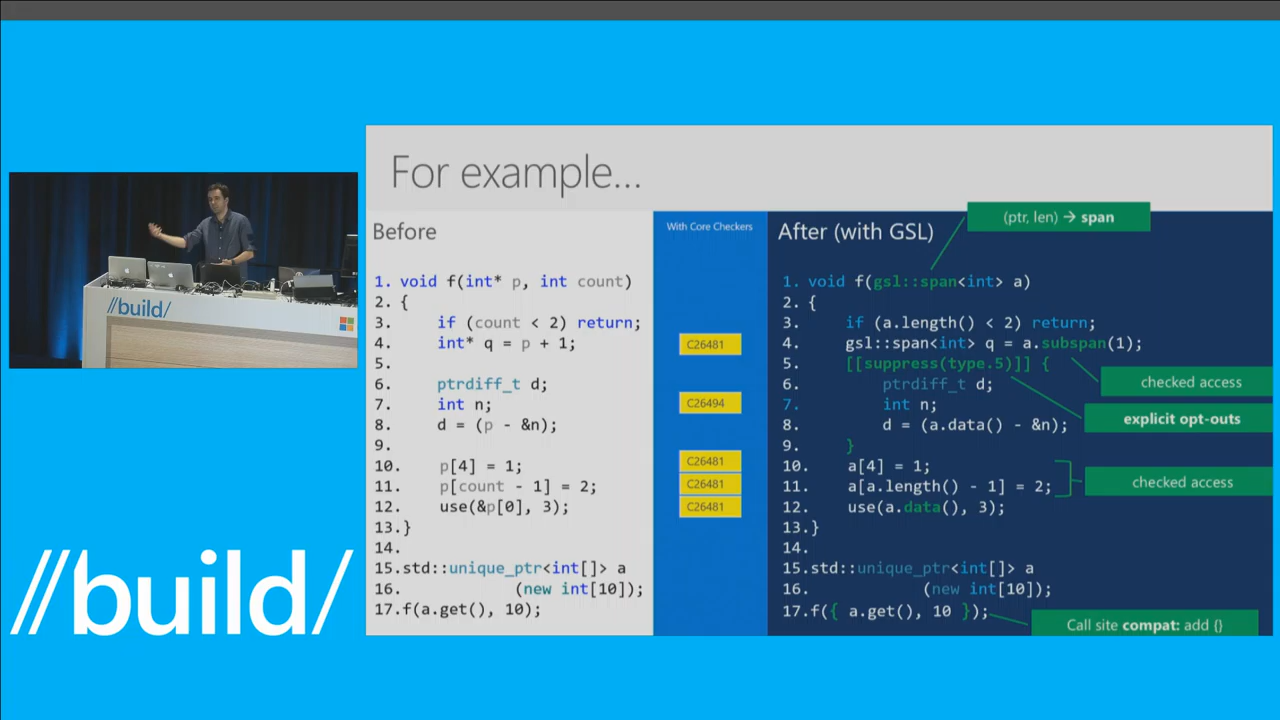 For example...
Before
1. void f(int* p, int count)
2. {
3. if (count < 2) return;
4. int* q = p + 1;
5.
6. ptrdiff_t d;
7. int n;
8. d = (p - &n);
9.
10. p[4] = 1;
11. p[count - 1] = 2;
12. use(&p[0], 3);
13.}
14.
15.std::unique_ptr<int[]> a
16. (new int[10]);
17.f(a.get(), 10);
With Core Checkers
C26481
C26494
C26481
C26481
C26481
After (with GSL)
(ptr, len) → span
1. void f(gsl::span<int> a)
2. {
3. if (a.length() < 2) return;
4. gsl::span<int> q = a.subspan(1);
5. [[suppress(type.5)]] {
6. ptrdiff_t d;
7. int n;
8. d = (a.data() - &n);
9. }
10. a[4] = 1;
11. a[a.length() - 1] = 2;
12. use(a.data(), 3);
13.}
14.
15.std::unique_ptr<int[]> a
16. (new int[10]);
17.f({ a.get(), 10 });
checked access
explicit opt-outs
checked access
Call site compat: add {}
//build/
//build/